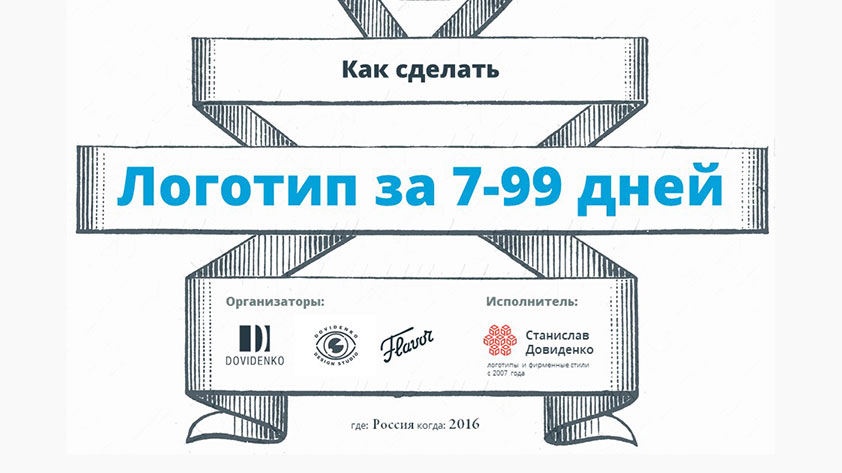 Как сделать
Логотип за 7-99 дней
Организаторы:
Исполнитель:
DOVIDENKO
DOVIDENKO
DESIGN STUDIO
Flavor
Станислав
Довиденко
логотипы и фирменные стили
с 2007 года
где: Россия когда: 2016